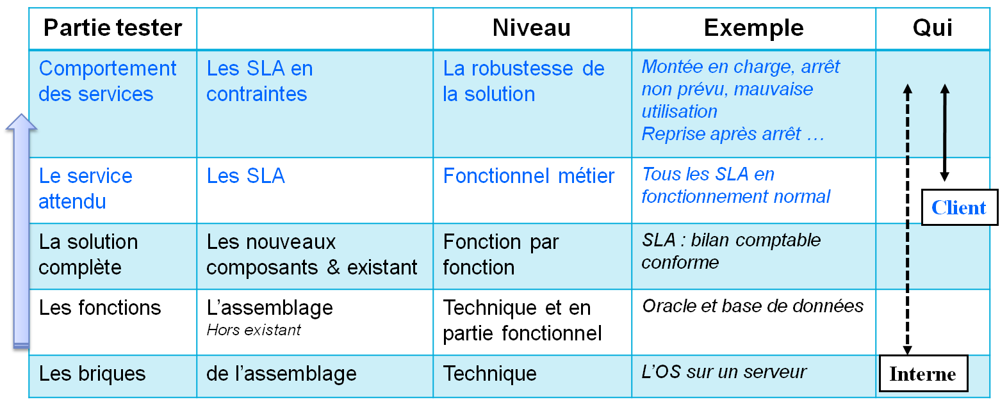 Partie tester Niveau Exemple Qui
Comportement
des services
Les SLA en
contraintes
La robustesse de
la solution
Montée en charge, arrêt
non prévu, mauvaise
utilisation
Reprise après arrêt …
Le service
attendu
Les SLA
Fonctionnel métier
Tous les SLA en
fonctionnement normal
Client
La solution
complète
Les nouveaux
composants & existant
Fonction par
fonction
SLA : bilan comptable
conforme
Les fonctions
L’assemblage
Hors existant
Technique et en
partie fonctionnel
Oracle et base de données
Les briques
de l’assemblage
Technique
L’OS sur un serveur
Interne